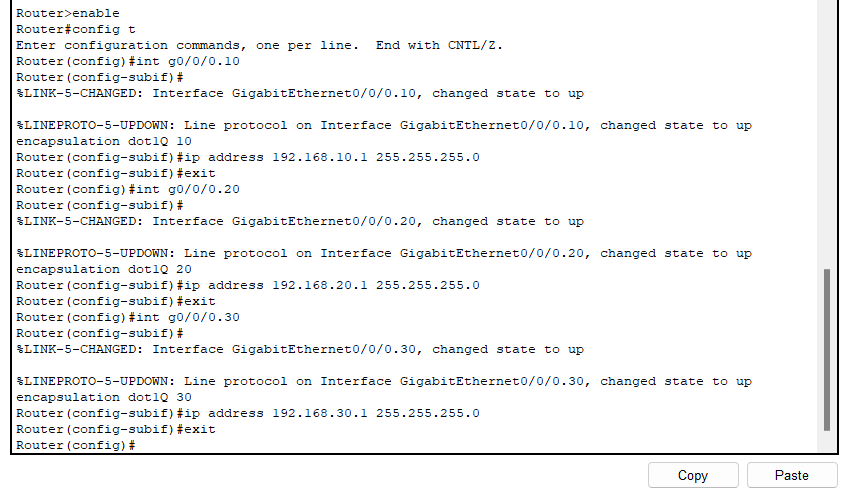 Router>enable
Router#config t
Enter configuration commands, one per line.  End with CNTL/Z.
Router(config)#int g0/0/0.10
Router(config-subif)#
%LINK-5-CHANGED: Interface GigabitEthernet0/0/0.10, changed state to up
%LINEPROTO-5-UPDOWN: Line protocol on Interface GigabitEthernet0/0/0.10, changed state to up
encapsulation dot1Q 10
Router(config-subif)#ip address 192.168.10.1 255.255.255.0
Router(config-subif)#exit
Router(config)#int g0/0/0.20
Router(config-subif)#
%LINK-5-CHANGED: Interface GigabitEthernet0/0/0.20, changed state to up
%LINEPROTO-5-UPDOWN: Line protocol on Interface GigabitEthernet0/0/0.20, changed state to up
encapsulation dot1Q 20
Router(config-subif)#ip address 192.168.20.1 255.255.255.0
Router(config-subif)#exit
Router(config)#int g0/0/0.30
Router(config-subif)#
%LINK-5-CHANGED: Interface GigabitEthernet0/0/0.30, changed state to up
%LINEPROTO-5-UPDOWN: Line protocol on Interface GigabitEthernet0/0/0.30, changed state to up
encapsulation dot1Q 30
Router(config-subif)#ip address 192.168.30.1 255.255.255.0
Router(config-subif)#exit
Router(config)#
Copy Paste